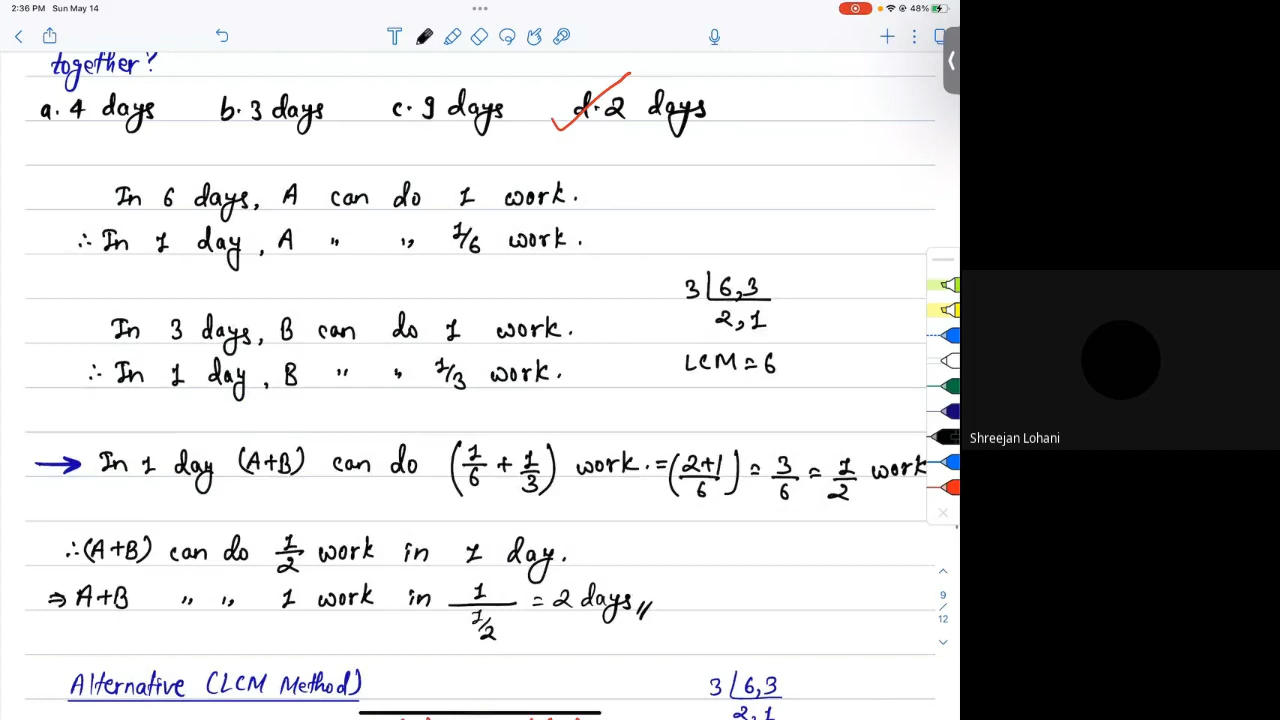 2:36 PM Sun May 14
48%
together?
a. 4 days b. 3 days c. 9 days d. 2 days
In 6 days, A can do 1 work.
∴ In 1 day, A " " 1/6 work.
3 | 6, 3
2, 1
LCM = 6
In 3 days, B can do 1 work.
∴ In 1 day, B " " 1/3 work.
→ In 1 day (A+B) can do (1/6 + 1/3) work. = (2+1/6) = 3/6 = 1/2 work
∴ (A+B) can do 1/2 work in 1 day.
⇒ A+B " " 1 work in 1/(1/2) = 2 days //
Alternative (LCM Method)
3 | 6, 3
2, 1
9
/
12
Shreejan Lohani